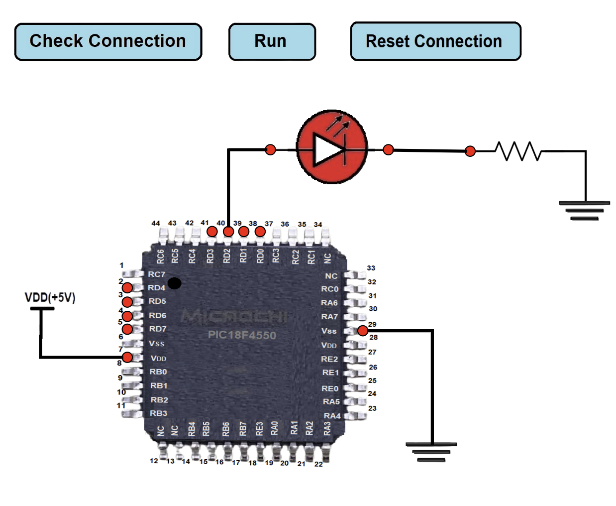 Check Connection
Run
Reset Connection
44 43 42 41 40 39 38 37 36 35 34
RC6 RC5 RC4 RD3 RD2 RD1 RD0 RC3 RC2 RC1 NC
1 RC7
2 RD4
3 RD5
4 RD6
5 RD7
6 VSS
7 VDD
8 RB0
9 RB1
10 RB2
11 RB3
VDD(+5V)
MICROCHI
PIC18F4550
NC 33
RC0 32
RA6 31
RA7 30
Vss 29
VDD 28
RE2 27
RE1 26
RE0 25
RA5 24
RA4 23
NC NC RB4 RB5 RB6 RB7 RE3 RA0 RA1 RA2 RA3
12 13 14 15 16 17 18 19 20 21 22